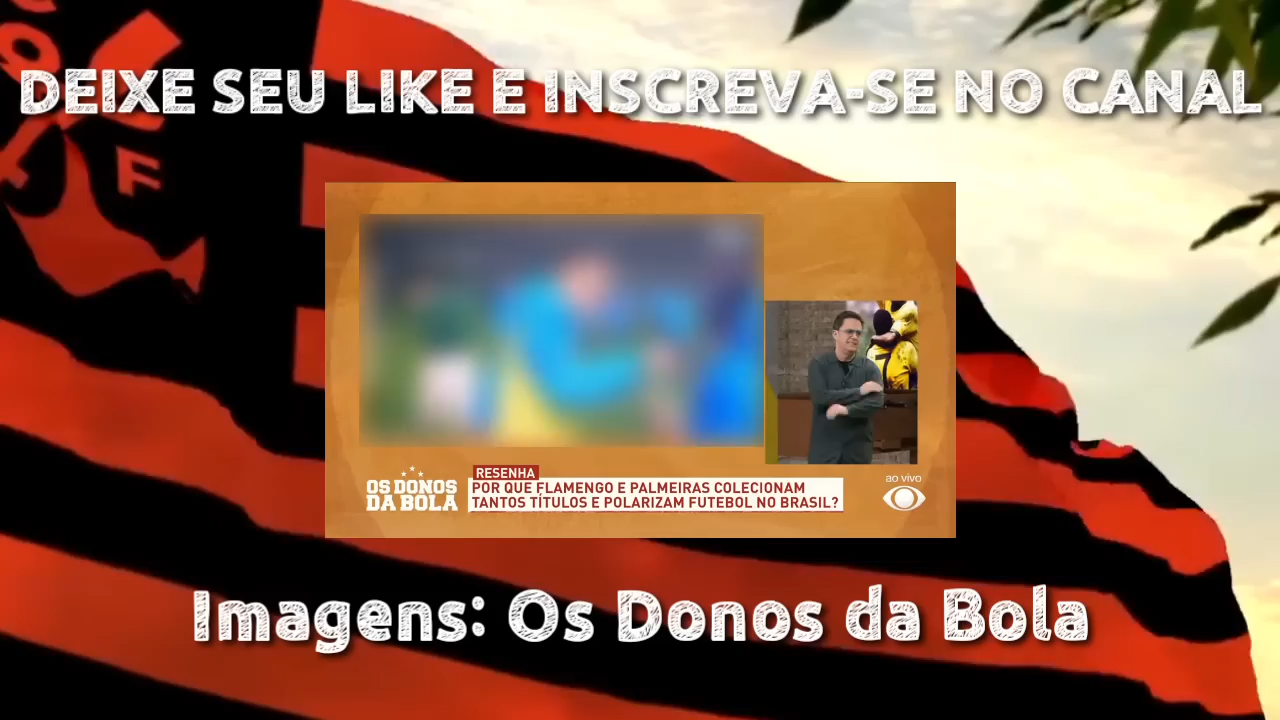 DEIXE SEU LIKE E INSCREVA-SE NO CANAL
F
RESENHA
ao vivo
OS DONOS
DA BOLA
POR QUE FLAMENGO E PALMEIRAS COLECIONAM
TANTOS TÍTULOS E POLARIZAM FUTEBOL NO BRASIL?
Imagens: Os Donos da Bola